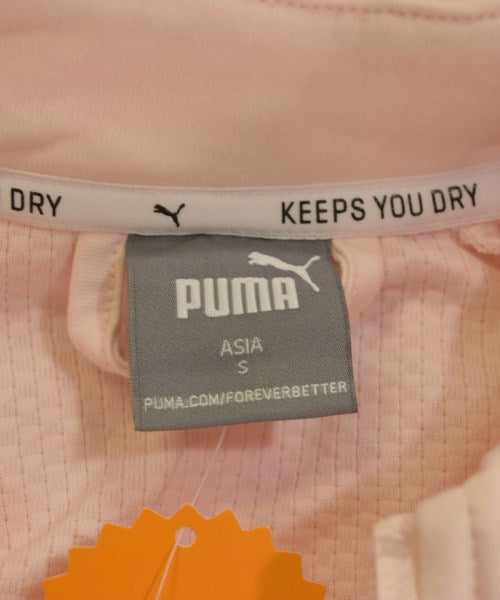 DRY KEEPS YOU DRY
PUMA
ASIA
S
PUMA.COM/FOREVERBETTER